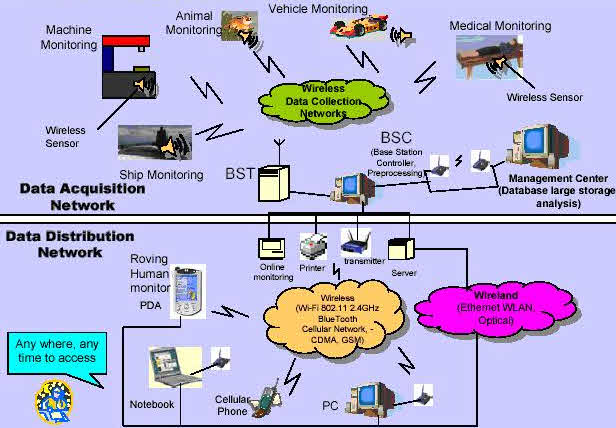 Machine
Monitoring
Animal
Monitoring
Vehicle Monitoring
Medical Monitoring
Wireless
Data Collection
Networks
Wireless Sensor
Wireless
Sensor
Ship Monitoring
BST
BSC
(Base Station
Controller,
Preprocessing)
Management Center
(Database large storage
analysis)
Data Acquisition
Network
Data Distribution
Network
Online
monitoring
Printer
transmitter
Server
Roving
Human
monitor
PDA
Wireless
(Wi-Fi 802.11 2.4GHz
BlueTooth
Cellular Network, -
CDMA, GSM)
Wireland
(Ethernet WLAN,
Optical)
Any where, any
time to access
Notebook
Cellular
Phone
PC